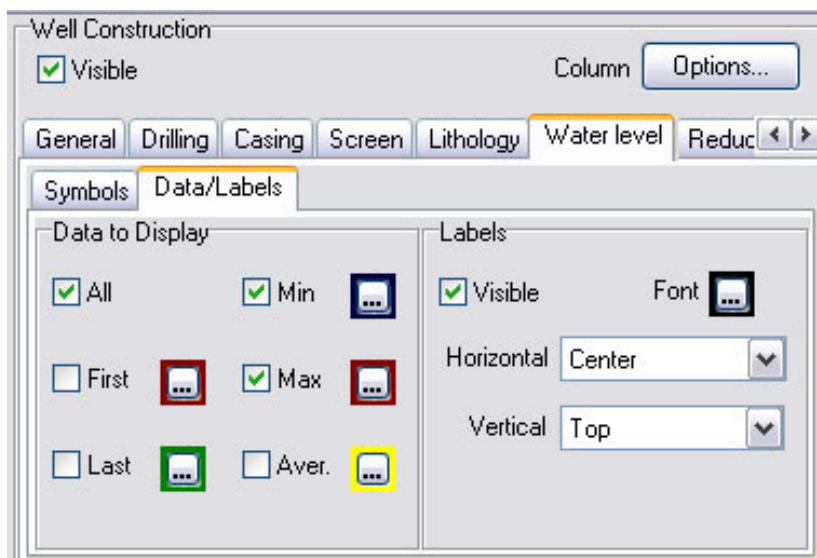 Well Construction
Visible Column Options...
General Drilling Casing Screen Lithology Water level Reduc
Symbols Data/Labels
Data to Display Labels
All Min ... Visible Font ...
Horizontal Center
First ... Max ...
Vertical Top
Last ... Aver. ...